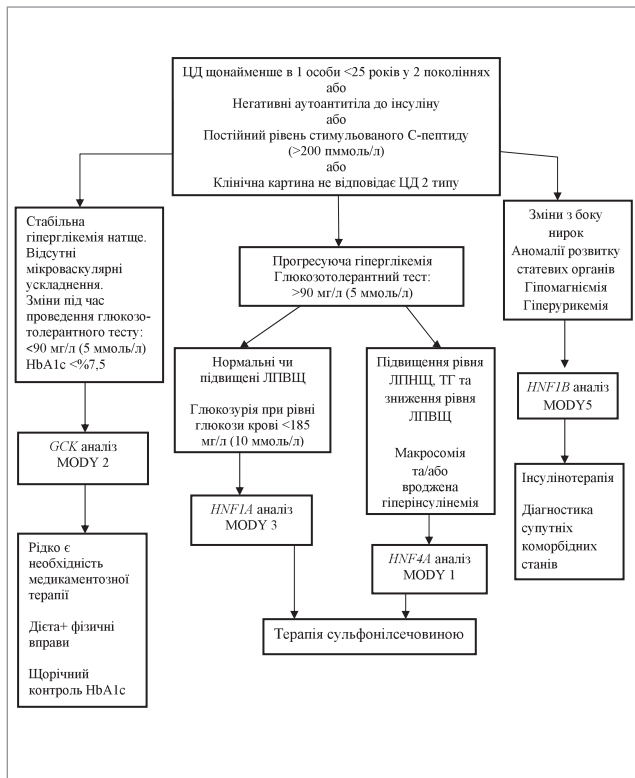 ЦД щонайменше в 1 особи <25 років у 2 поколіннях
або
Негативні аутоантитіла до інсуліну
або
Постійний рівень стимульованого С-пептиду
(>200 пммоль/л)
або
Клінічна картина не відповідає ЦД 2 типу
Стабільна
гіперглікемія натще.
Відсутні
мікроваскулярні
ускладнення.
Зміни під час
проведення глюкозо-
толерантного тесту:
<90 мг/л (5 ммоль/л)
HbA1c <%7,5
GCK аналіз
MODY 2
Рідко є
необхідність
медикаментозної
терапії
Дієта+ фізичні
вправи
Щорічний
контроль HbA1c
Прогресуюча гіперглікемія
Глюкозотолерантний тест:
>90 мг/л (5 ммоль/л)
Нормальні чи
підвищені ЛПВЩ
Глюкозурія при рівні
глюкози крові <185
мг/л (10 ммоль/л)
HNF1A аналіз
MODY 3
Підвищення рівня
ЛПНЩ, ТГ та
зниження рівня
ЛПВЩ
Макросомія
та/або
вроджена
гіперінсулінемія
HNF4A аналіз
MODY 1
Терапія сульфонілсечовиною
Зміни з боку
нирок
Аномалії розвитку
статевих органів
Гіпомагніємія
Гіперурикемія
HNF1B аналіз
MODY5
Інсулінотерапія
Діагностика
супутніх
коморбідних
станів